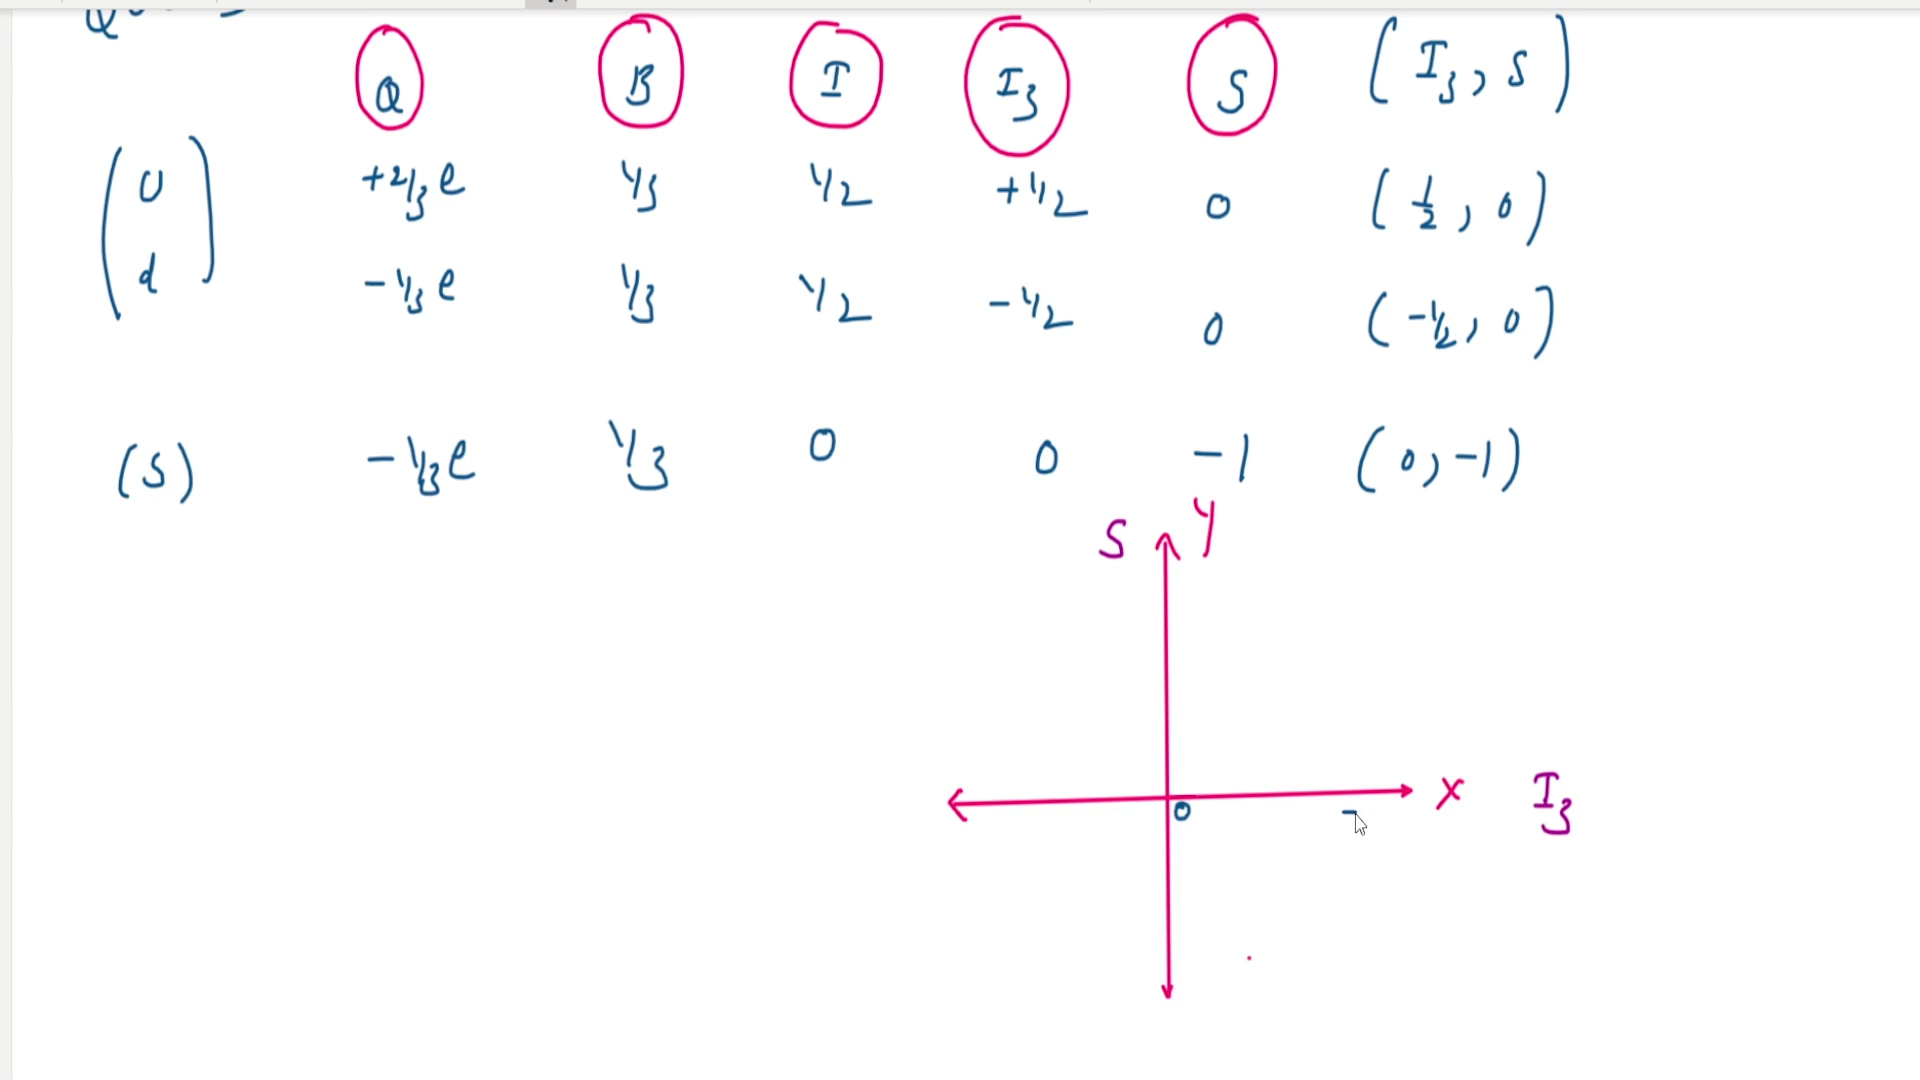 Q B I I₃ S (I₃, S)
U +2/3 e 1/3 1/2 +1/2 0 (1/2, 0)
d -1/3 e 1/3 1/2 -1/2 0 (-1/2, 0)
(S) -1/3 e 1/3 0 0 -1 (0, -1)
S y
x I₃
0 -